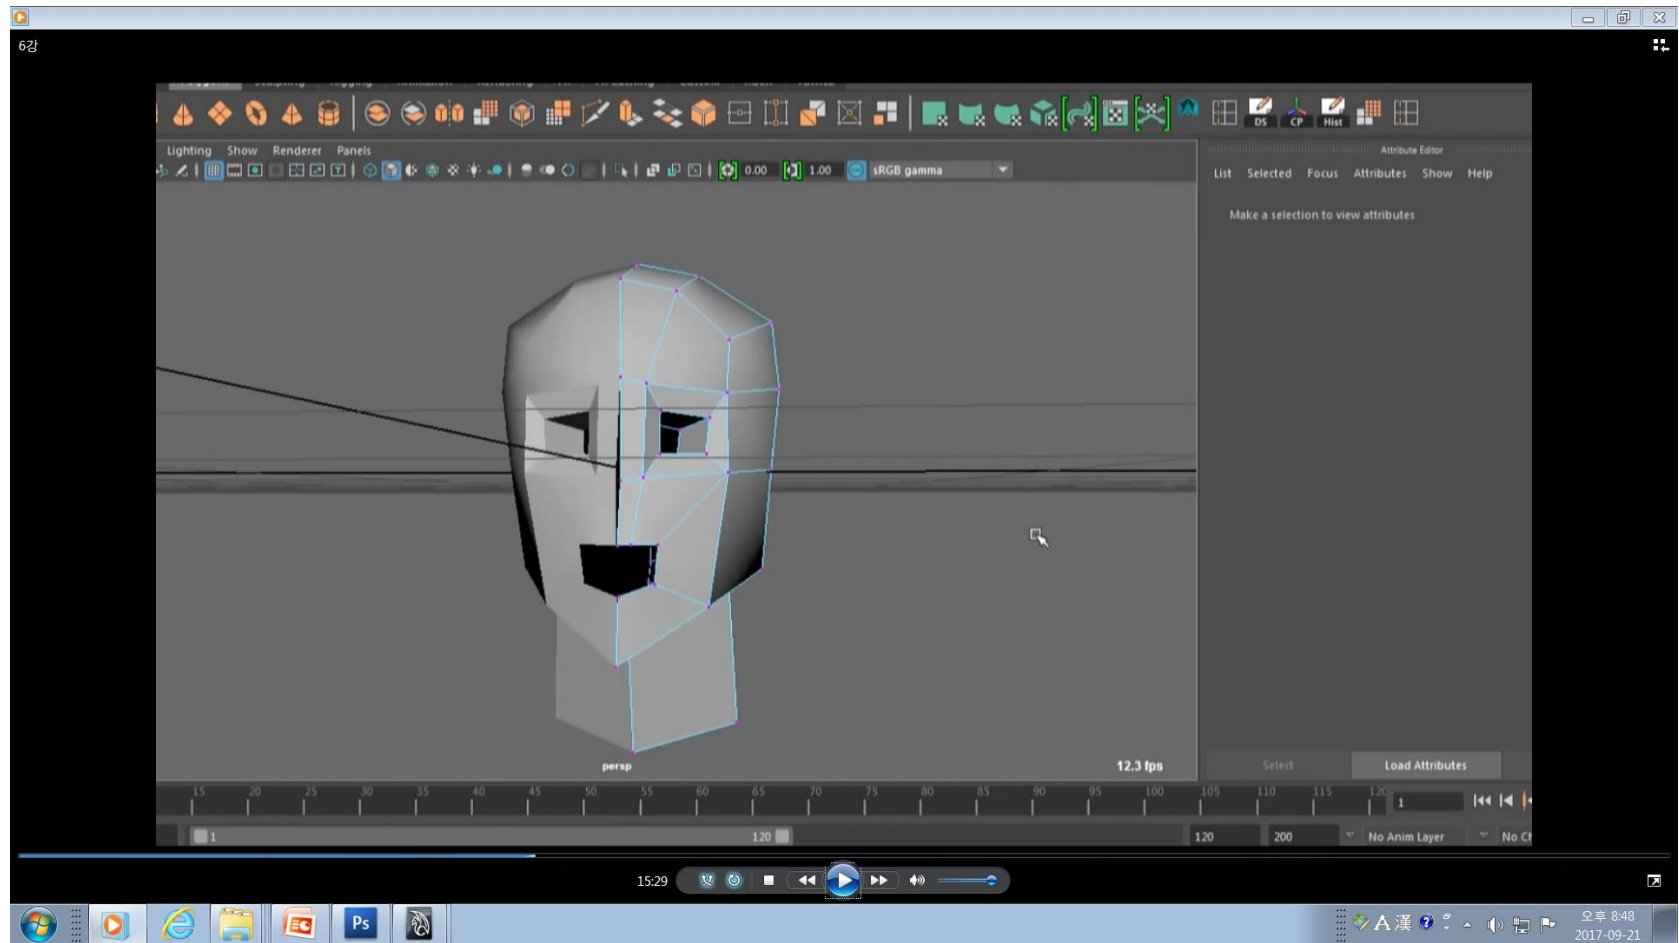 6강
DS CP Hist
Lighting Show Renderer Panels
0.00 1.00 sRGB gamma
Attribute Editor
List Selected Focus Attributes Show Help
Make a selection to view attributes
persp
12.3 fps
Select Load Attributes
15 20 25 30 35 40 45 50 55 60 65 70 75 80 85 90 95 100 105 110 115 120
1
1 120 120 200 No Anim Layer
15:29
Ps
A 漢
오후 8:48
2017-09-21